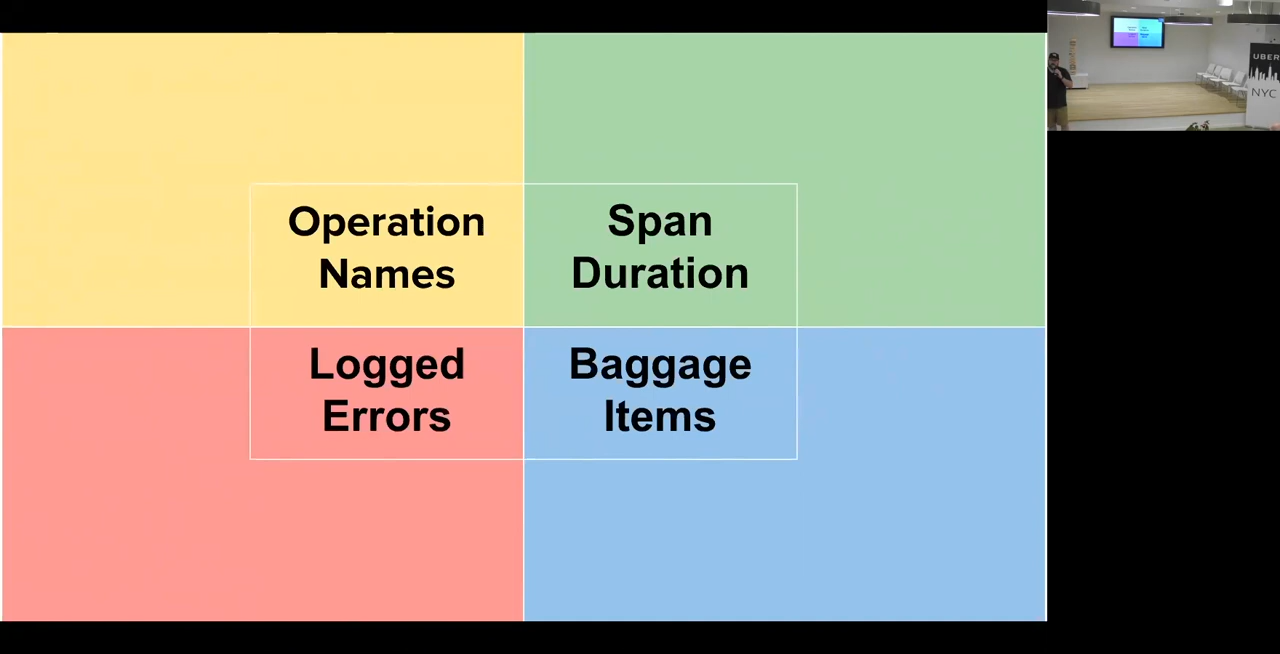 Operation
Names
Span
Duration
Logged
Errors
Baggage
Items
UBER
NYC